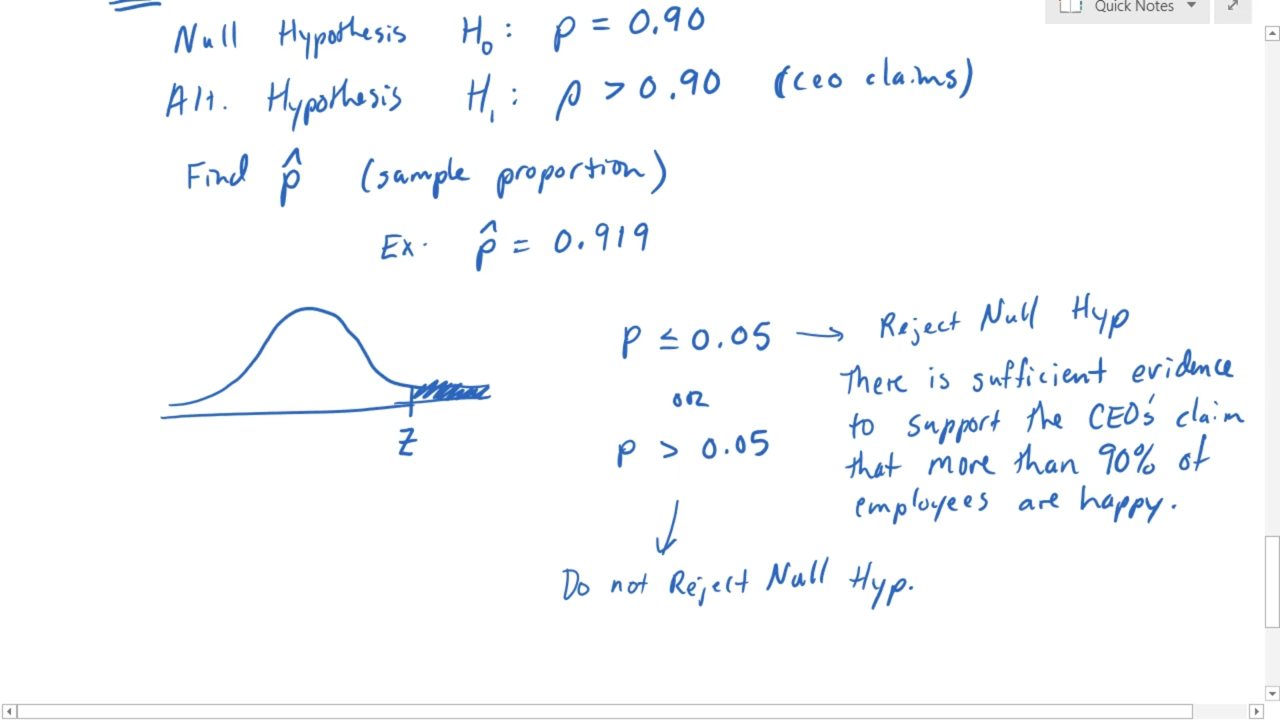 Quick Notes
Null Hypothesis H₀: p = 0.90
Alt. Hypothesis H₁: p > 0.90 (CEO claims)
Find p̂ (sample proportion)
Ex. p̂ = 0.919
z
P ≤ 0.05 → Reject Null Hyp
or
P > 0.05
There is sufficient evidence
to support the CEO's claim
that more than 90% of
employees are happy.
↓
Do not Reject Null Hyp.